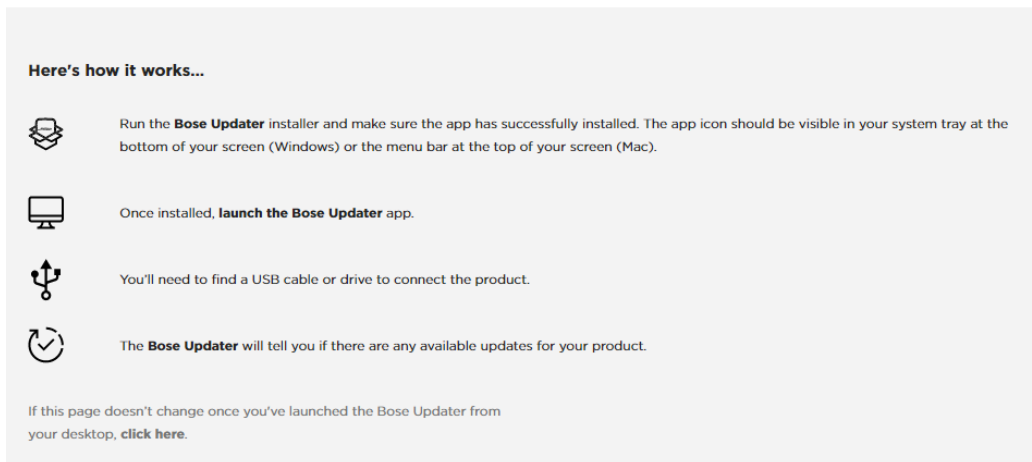 Here's how it works...
Run the Bose Updater installer and make sure the app has successfully installed. The app icon should be visible in your system tray at the
bottom of your screen (Windows) or the menu bar at the top of your screen (Mac).
Once installed, launch the Bose Updater app.
You'll need to find a USB cable or drive to connect the product.
The Bose Updater will tell you if there are any available updates for your product.
If this page doesn't change once you've launched the Bose Updater from
your desktop, click here.